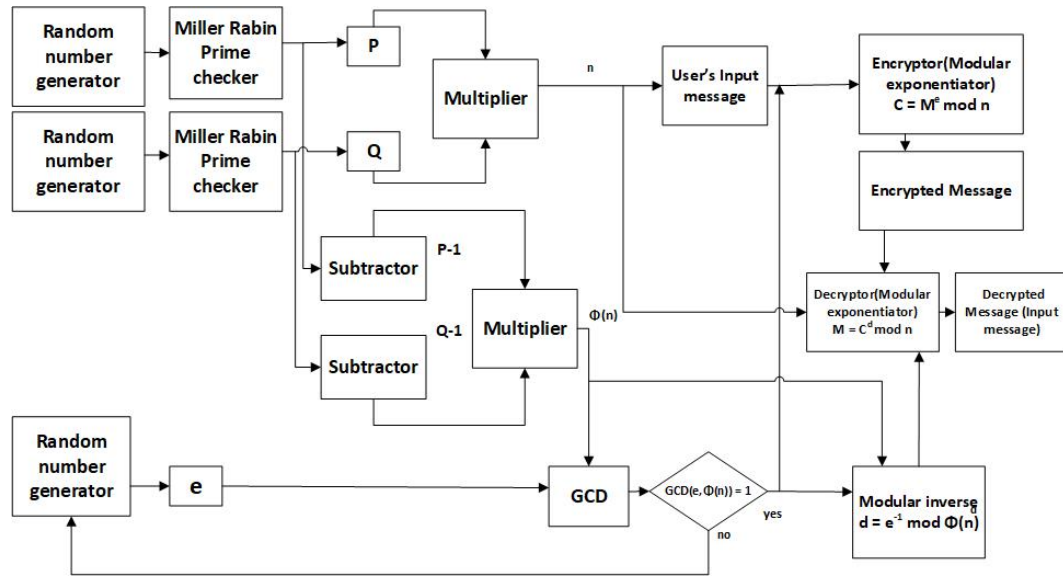 Random
number
generator
Miller Rabin
Prime
checker
P
Multiplier
n
User's Input
message
Encryptor(Modular
exponentiator)
C = Mᵉ mod n
Random
number
generator
Miller Rabin
Prime
checker
Q
Encrypted Message
Subtractor
P-1
Multiplier
Φ(n)
Decryptor(Modular
exponentiator)
M = Cᵈ mod n
Decrypted
Message (Input
message)
Q-1
Subtractor
Random
number
generator
e
GCD
GCD(e, Φ(n)) = 1
yes
no
Modular inverse
d = e⁻¹ mod Φ(n)
d